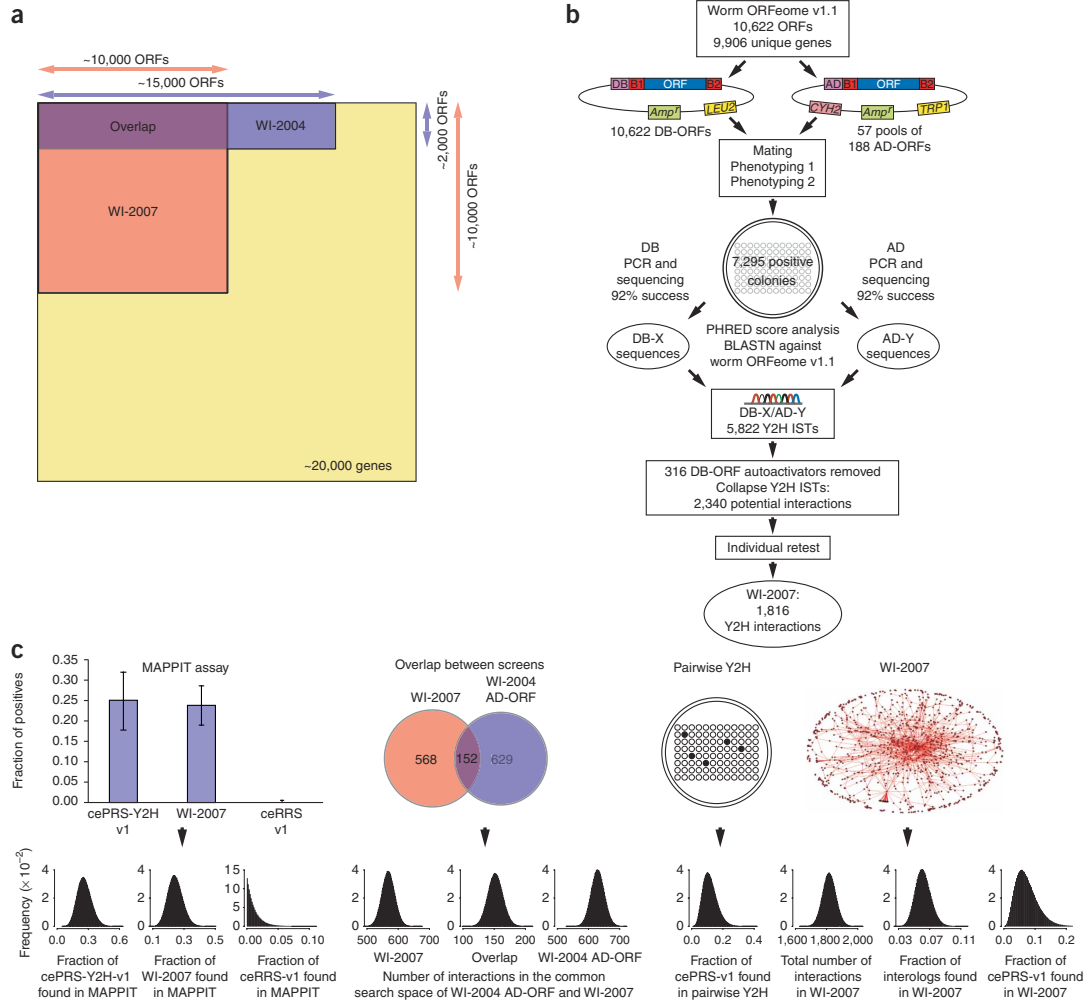 a
~10,000 ORFs
~15,000 ORFs
Overlap
WI-2004
~2,000 ORFs
~10,000 ORFs
WI-2007
~20,000 genes
b
Worm ORFeome v1.1
10,622 ORFs
9,906 unique genes
DB B1 ORF B2
Ampʳ LEU2
10,622 DB-ORFs
AD B1 ORF B2
CYH2 Ampʳ TRP1
57 pools of
188 AD-ORFs
Mating
Phenotyping 1
Phenotyping 2
DB
PCR and
sequencing
92% success
7,295 positive
colonies
AD
PCR and
sequencing
92% success
DB-X
sequences
PHRED score analysis
BLASTN against
worm ORFeome v1.1
AD-Y
sequences
DB-X/AD-Y
5,822 Y2H ISTs
316 DB-ORF autoactivators removed
Collapse Y2H ISTs:
2,340 potential interactions
Individual retest
WI-2007:
1,816
Y2H interactions
c
MAPPIT assay
Fraction of positives
0.35
0.30
0.25
0.20
0.15
0.10
0.05
0.00
cePRS-Y2H
v1
WI-2007
ceRRS
v1
Overlap between screens
WI-2007
WI-2004
AD-ORF
568
152
629
Pairwise Y2H
WI-2007
Frequency (× 10⁻²)
4
2
0
0.0 0.3 0.6
Fraction of
cePRS-Y2H-v1
found in MAPPIT
4
2
0
0.1 0.3 0.5
Fraction of
WI-2007 found
in MAPPIT
15
10
5
0
0.00 0.05 0.10
Fraction of
ceRRS-v1 found
in MAPPIT
4
2
0
500 600 700
WI-2007
4
2
0
100 150 200
Overlap
4
2
0
500 600 700
WI-2004 AD-ORF
Number of interactions in the common
search space of WI-2004 AD-ORF and WI-2007
4
2
0
0.0 0.2 0.4
Fraction of
cePRS-v1 found
in pairwise Y2H
4
2
0
1,600 1,800 2,000
Total number of
interactions
in WI-2007
4
2
0
0.03 0.07 0.11
Fraction of
interologs found
in WI-2007
4
2
0
0.0 0.1 0.2
Fraction of
cePRS-v1 found
in WI-2007